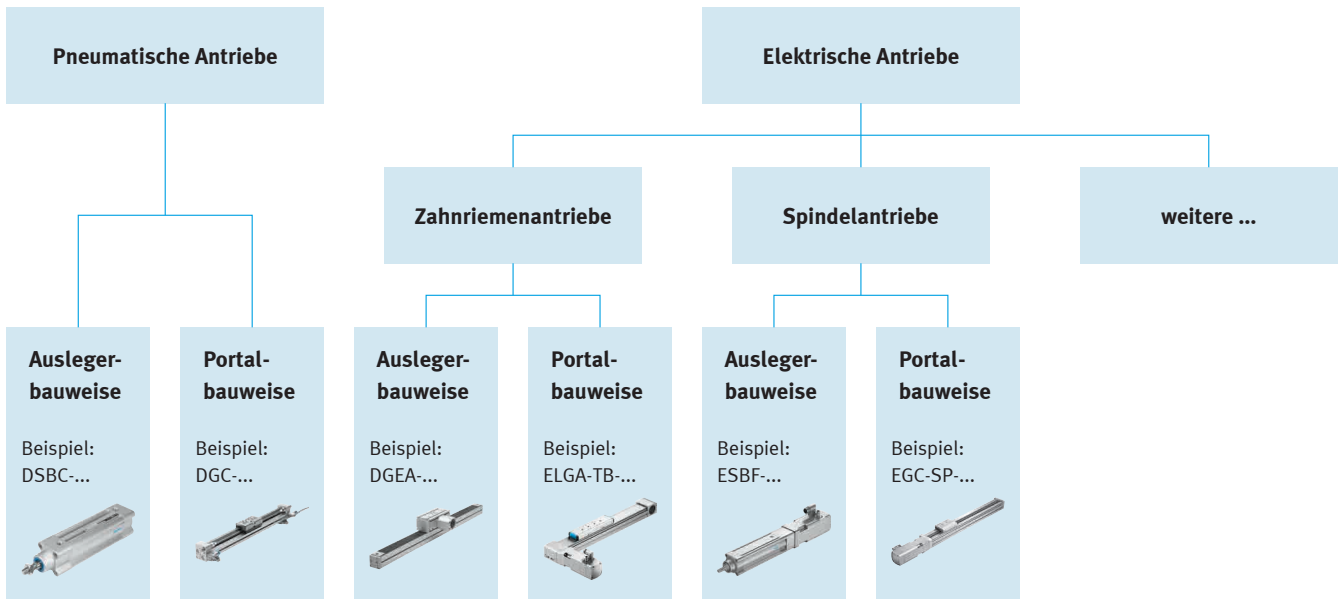 Pneumatische Antriebe
Elektrische Antriebe
Zahnriemenantriebe
Spindelantriebe
weitere ...
Ausleger-
bauweise
Beispiel:
DSBC-...
Portal-
bauweise
Beispiel:
DGC-...
Ausleger-
bauweise
Beispiel:
DGEA-...
Portal-
bauweise
Beispiel:
ELGA-TB-...
Ausleger-
bauweise
Beispiel:
ESBF-...
Portal-
bauweise
Beispiel:
EGC-SP-...